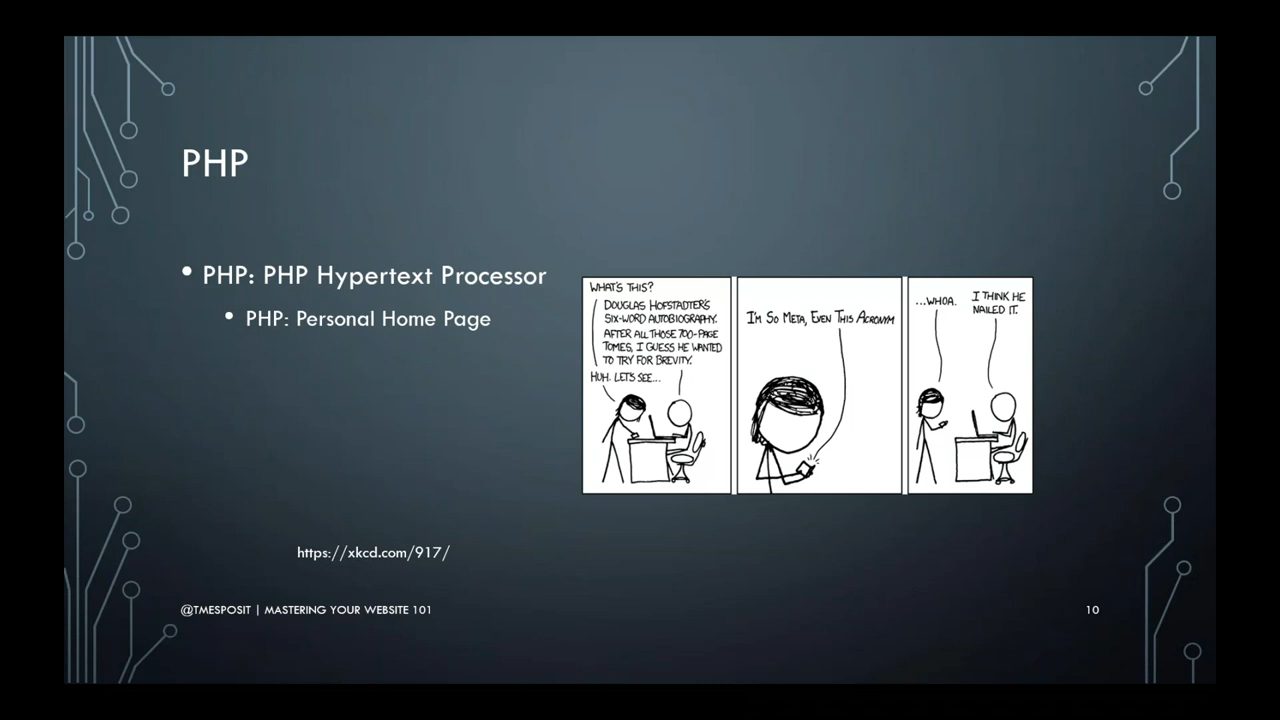 PHP
• PHP: PHP Hypertext Processor
• PHP: Personal Home Page
WHAT'S THIS?
DOUGLAS HOFSTADTER'S
SIX-WORD AUTOBIOGRAPHY.
AFTER ALL THOSE 700-PAGE
TOMES, I GUESS HE WANTED
TO TRY FOR BREVITY.
HUH. LET'S SEE...
I'M SO META, EVEN THIS ACRONYM
...WHOA.
I THINK HE
NAILED IT.
https://xkcd.com/917/
@TMESPOSIT | MASTERING YOUR WEBSITE 101
10